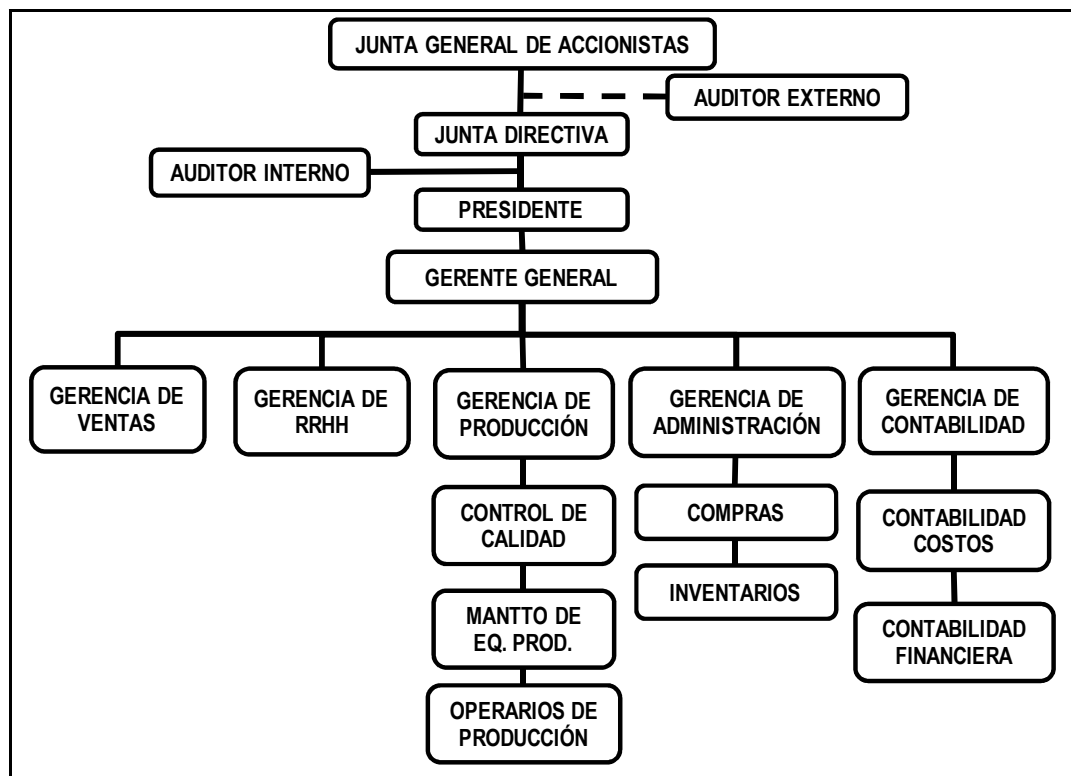 JUNTA GENERAL DE ACCIONISTAS
AUDITOR EXTERNO
JUNTA DIRECTIVA
AUDITOR INTERNO
PRESIDENTE
GERENTE GENERAL
GERENCIA DE
VENTAS
GERENCIA DE
RRHH
GERENCIA DE
PRODUCCIÓN
GERENCIA DE
ADMINISTRACIÓN
GERENCIA DE
CONTABILIDAD
CONTROL DE
CALIDAD
COMPRAS
CONTABILIDAD
COSTOS
MANTTO DE
EQ. PROD.
INVENTARIOS
CONTABILIDAD
FINANCIERA
OPERARIOS DE
PRODUCCIÓN